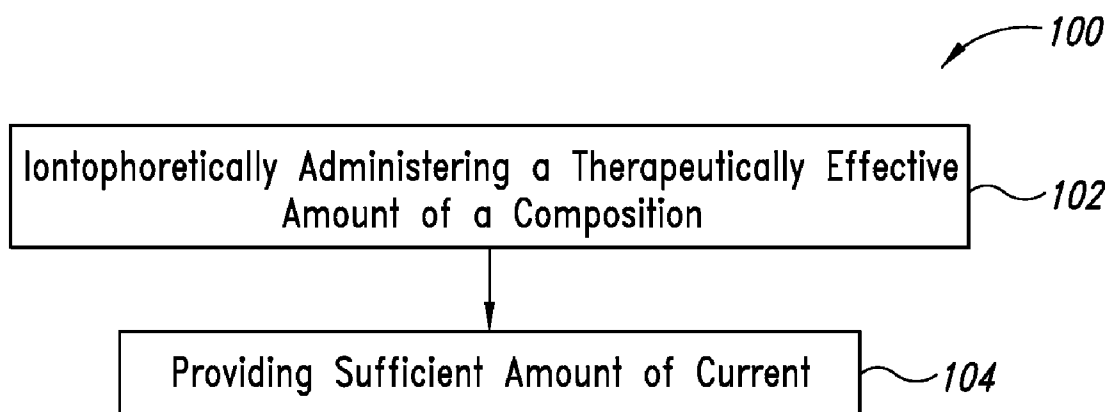 100
Iontophoretically Administering a Therapeutically Effective
Amount of a Composition
102
Providing Sufficient Amount of Current
104